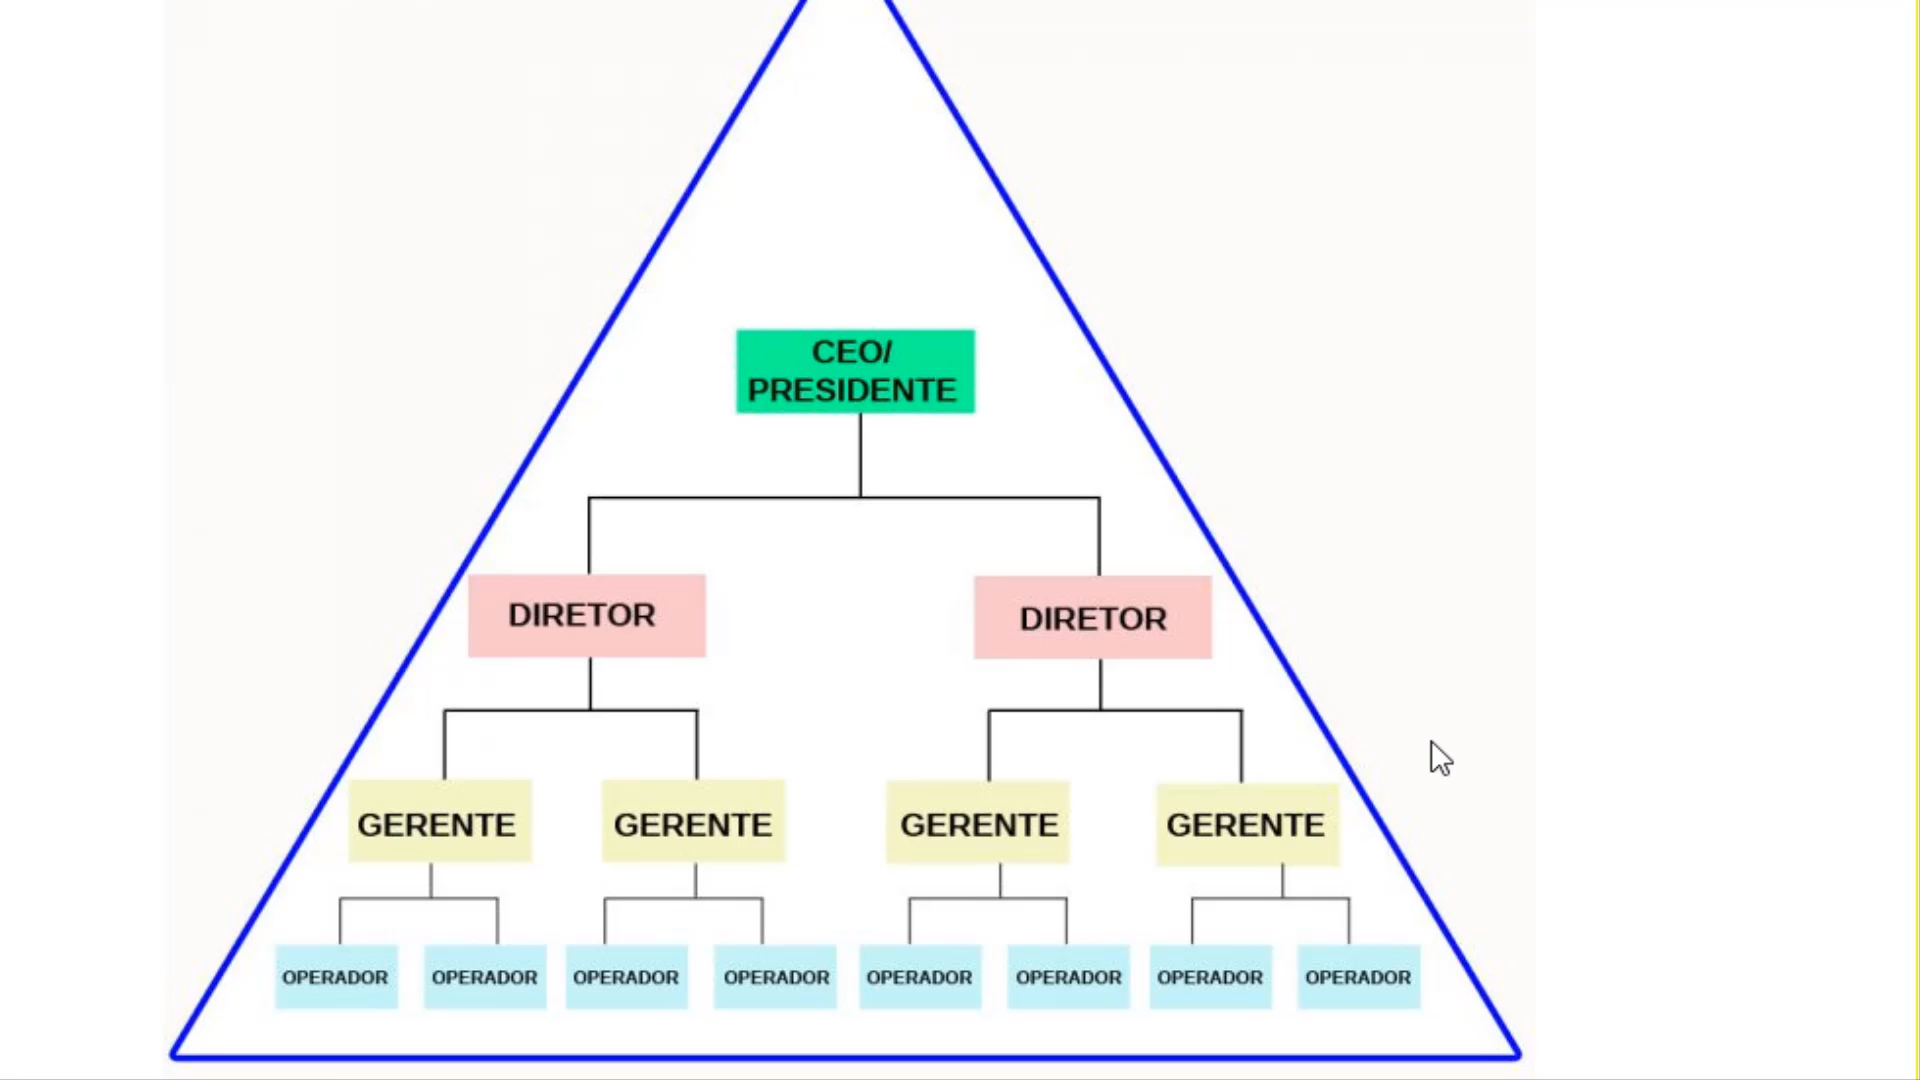 CEO/
PRESIDENTE
DIRETOR
DIRETOR
GERENTE
GERENTE
GERENTE
GERENTE
OPERADOR
OPERADOR
OPERADOR
OPERADOR
OPERADOR
OPERADOR
OPERADOR
OPERADOR